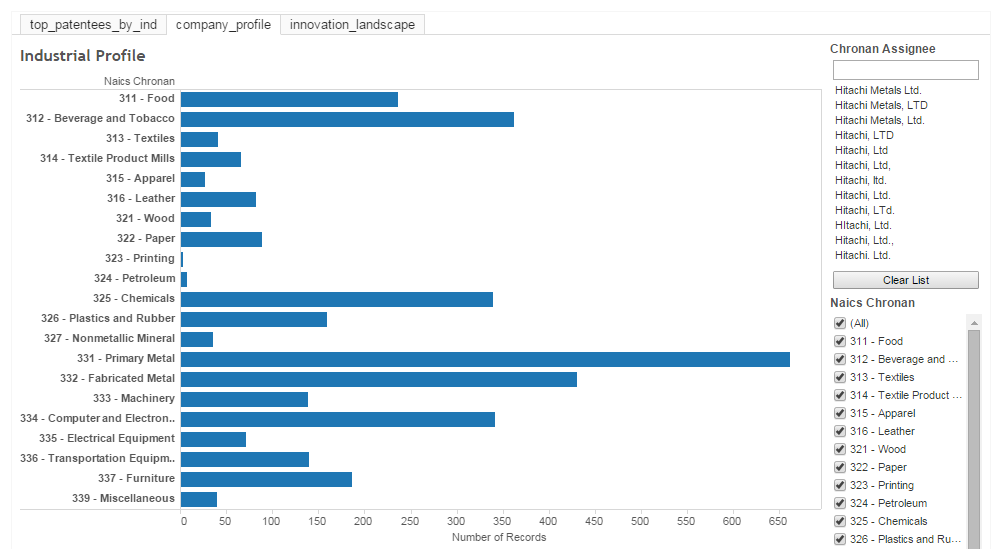 top_patentees_by_ind company_profile innovation_landscape
Industrial Profile
Naics Chronan
311 - Food
312 - Beverage and Tobacco
313 - Textiles
314 - Textile Product Mills
315 - Apparel
316 - Leather
321 - Wood
322 - Paper
323 - Printing
324 - Petroleum
325 - Chemicals
326 - Plastics and Rubber
327 - Nonmetallic Mineral
331 - Primary Metal
332 - Fabricated Metal
333 - Machinery
334 - Computer and Electron..
335 - Electrical Equipment
336 - Transportation Equipm..
337 - Furniture
339 - Miscellaneous
0 50 100 150 200 250 300 350 400 450 500 550 600 650
Number of Records
Chronan Assignee
Hitachi Metals Ltd.
Hitachi Metals, LTD
Hitachi Metals, Ltd.
Hitachi, LTD
Hitachi, Ltd
Hitachi, Ltd,
Hitachi, ltd.
Hitachi, Ltd.
Hitachi, LTd.
HItachi, Ltd.
Hitachi, Ltd.,
Hitachi. Ltd.
Clear List
Naics Chronan
(All)
311 - Food
312 - Beverage and ...
313 - Textiles
314 - Textile Product ...
315 - Apparel
316 - Leather
321 - Wood
322 - Paper
323 - Printing
324 - Petroleum
325 - Chemicals
326 - Plastics and Ru...